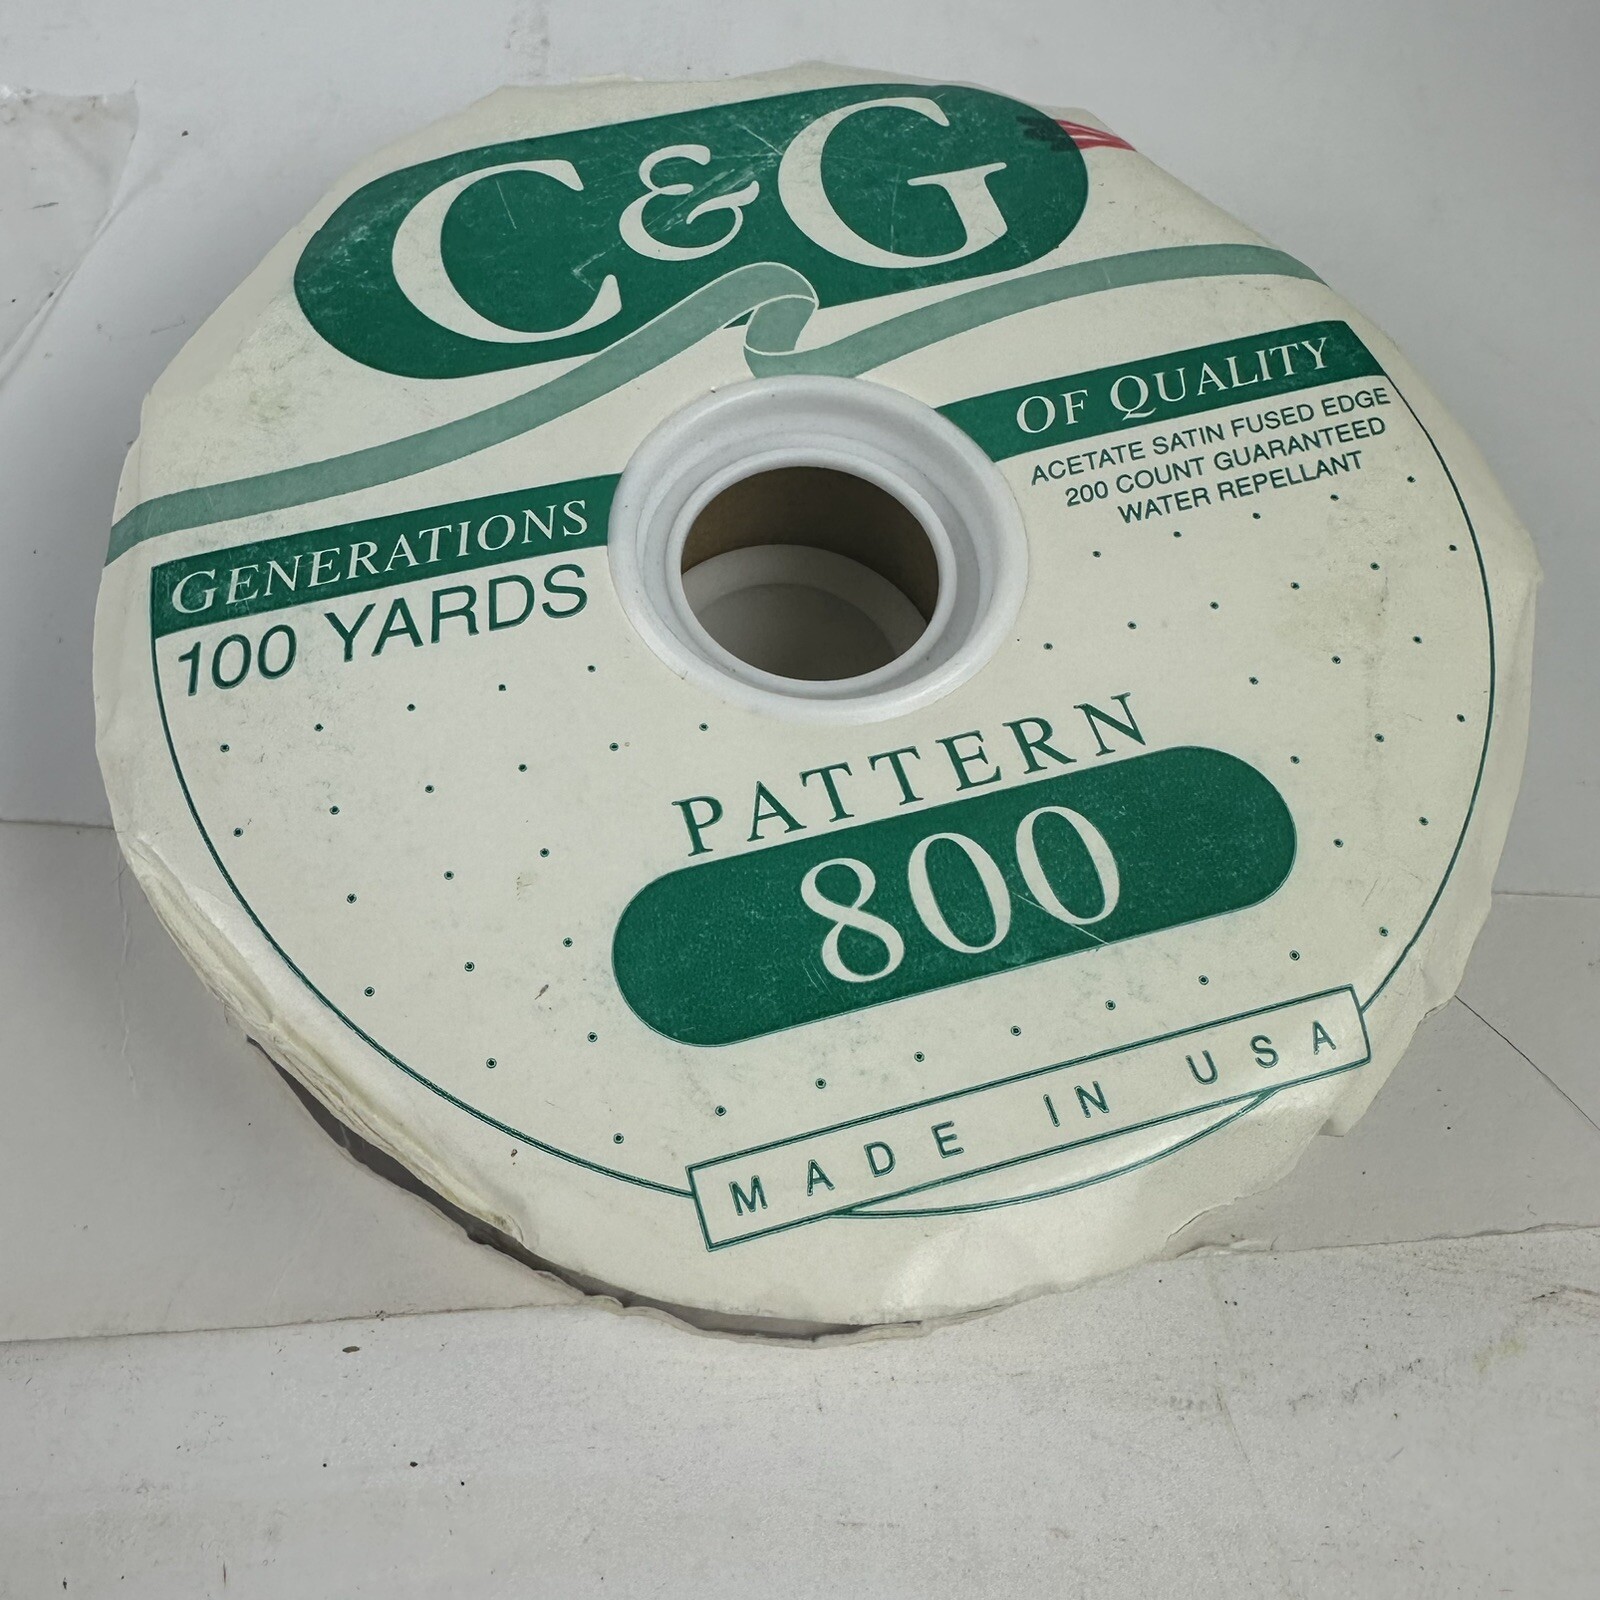 C&G
GENERATIONS OF QUALITY
100 YARDS
ACETATE SATIN FUSED EDGE
200 COUNT GUARANTEED
WATER REPELLANT
PATTERN
800
MADE IN USA